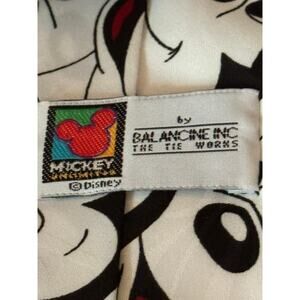 MICKEY
UNLIMITED
© Disney
by
BALANCINE INC
THE TIE WORKS